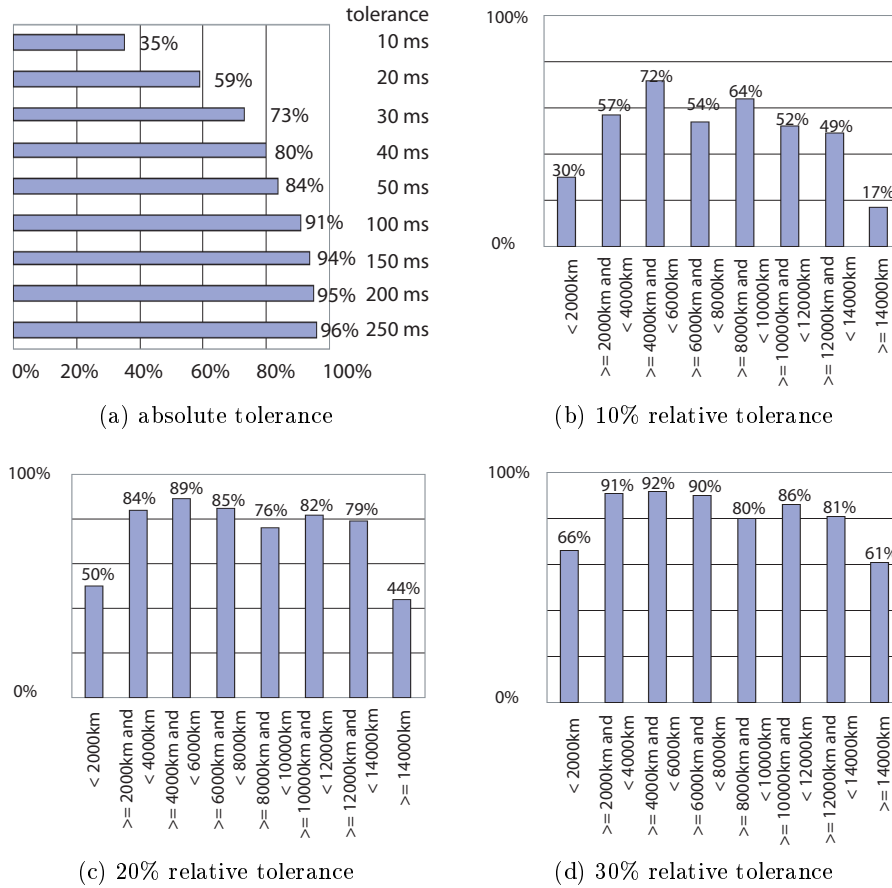 tolerance
35% 10 ms
59% 20 ms
73% 30 ms
80% 40 ms
84% 50 ms
91% 100 ms
94% 150 ms
95% 200 ms
96% 250 ms
0% 20% 40% 60% 80% 100%
(a) absolute tolerance
100%
0%
30%
57%
72%
54%
64%
52%
49%
17%
< 2000km
>= 2000km and
< 4000km
>= 4000km and
< 6000km
>= 6000km and
< 8000km
>= 8000km and
< 10000km
>= 10000km and
< 12000km
>= 12000km and
< 14000km
>= 14000km
(b) 10% relative tolerance
100%
0%
50%
84%
89%
85%
76%
82%
79%
44%
< 2000km
>= 2000km and
< 4000km
>= 4000km and
< 6000km
>= 6000km and
< 8000km
>= 8000km and
< 10000km
>= 10000km and
< 12000km
>= 12000km and
< 14000km
>= 14000km
(c) 20% relative tolerance
100%
0%
66%
91%
92%
90%
80%
86%
81%
61%
< 2000km
>= 2000km and
< 4000km
>= 4000km and
< 6000km
>= 6000km and
< 8000km
>= 8000km and
< 10000km
>= 10000km and
< 12000km
>= 12000km and
< 14000km
>= 14000km
(d) 30% relative tolerance